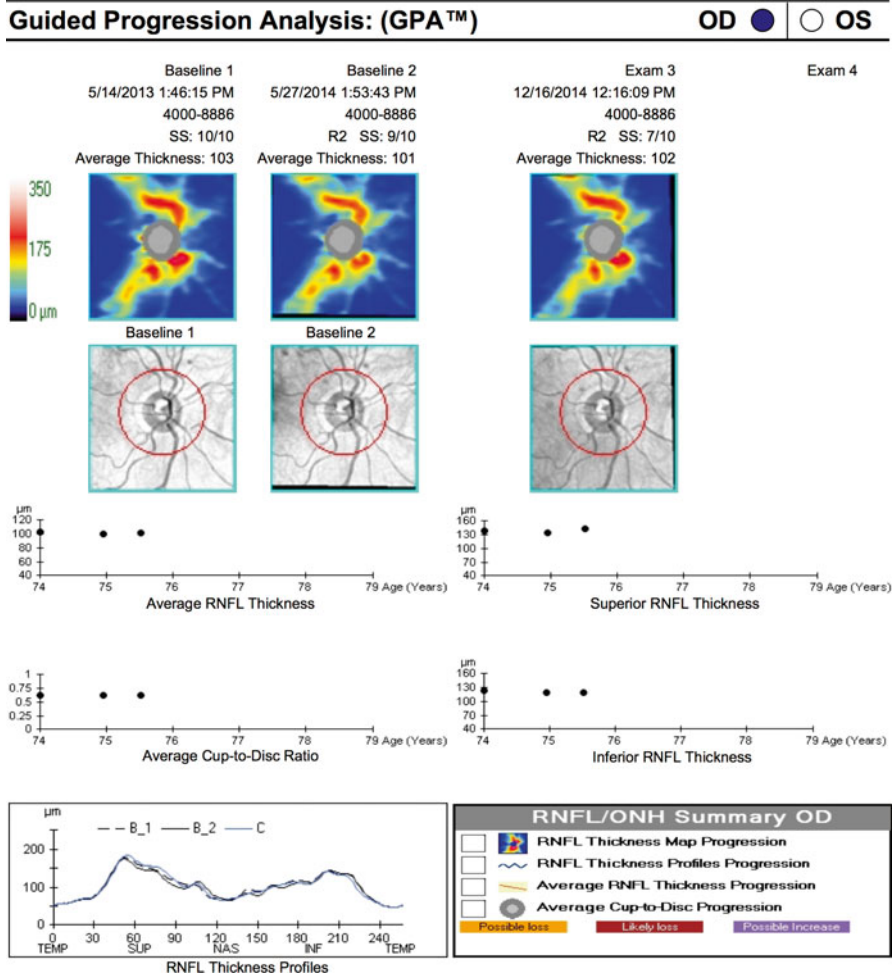 Guided Progression Analysis: (GPA™) OD OS
Baseline 1 Baseline 2 Exam 3 Exam 4
5/14/2013 1:46:15 PM 5/27/2014 1:53:43 PM 12/16/2014 12:16:09 PM
4000-8886 4000-8886 4000-8886
SS: 10/10 R2 SS: 9/10 R2 SS: 7/10
Average Thickness: 103 Average Thickness: 101 Average Thickness: 102
350
175
0 µm
Baseline 1 Baseline 2
µm
120
100
80
60
40
74 75 76 77 78 79 Age (Years)
Average RNFL Thickness
µm
160
130
100
70
40
74 75 76 77 78 79 Age (Years)
Superior RNFL Thickness
1
0.75
0.5
0.25
0
74 75 76 77 78 79 Age (Years)
Average Cup-to-Disc Ratio
µm
160
130
100
70
40
74 75 76 77 78 79 Age (Years)
Inferior RNFL Thickness
µm
B_1 B_2 C
200
100
0
0 30 60 90 120 150 180 210 240
TEMP SUP NAS INF TEMP
RNFL Thickness Profiles
RNFL/ONH Summary OD
RNFL Thickness Map Progression
RNFL Thickness Profiles Progression
Average RNFL Thickness Progression
Average Cup-to-Disc Progression
Possible loss Likely loss Possible Increase